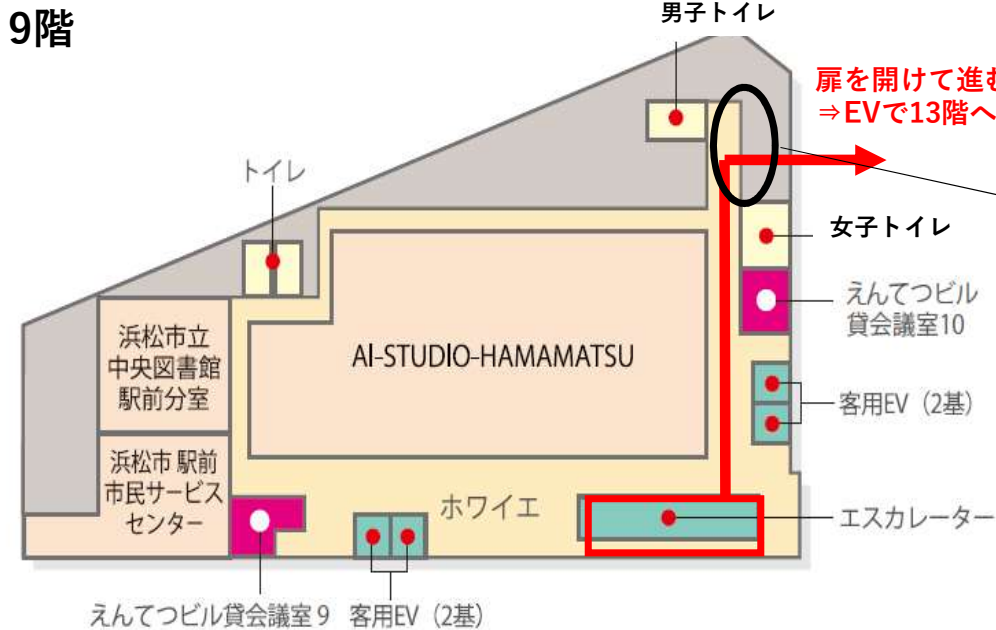 9階
男子トイレ
扉を開けて進む
⇒EVで13階へ
トイレ
女子トイレ
えんてつビル
貸会議室10
浜松市立
中央図書館
駅前分室
AI-STUDIO-HAMAMATSU
客用EV（2基）
浜松市 駅前
市民サービス
センター
ホワイエ
エスカレーター
えんてつビル貸会議室9
客用EV（2基）